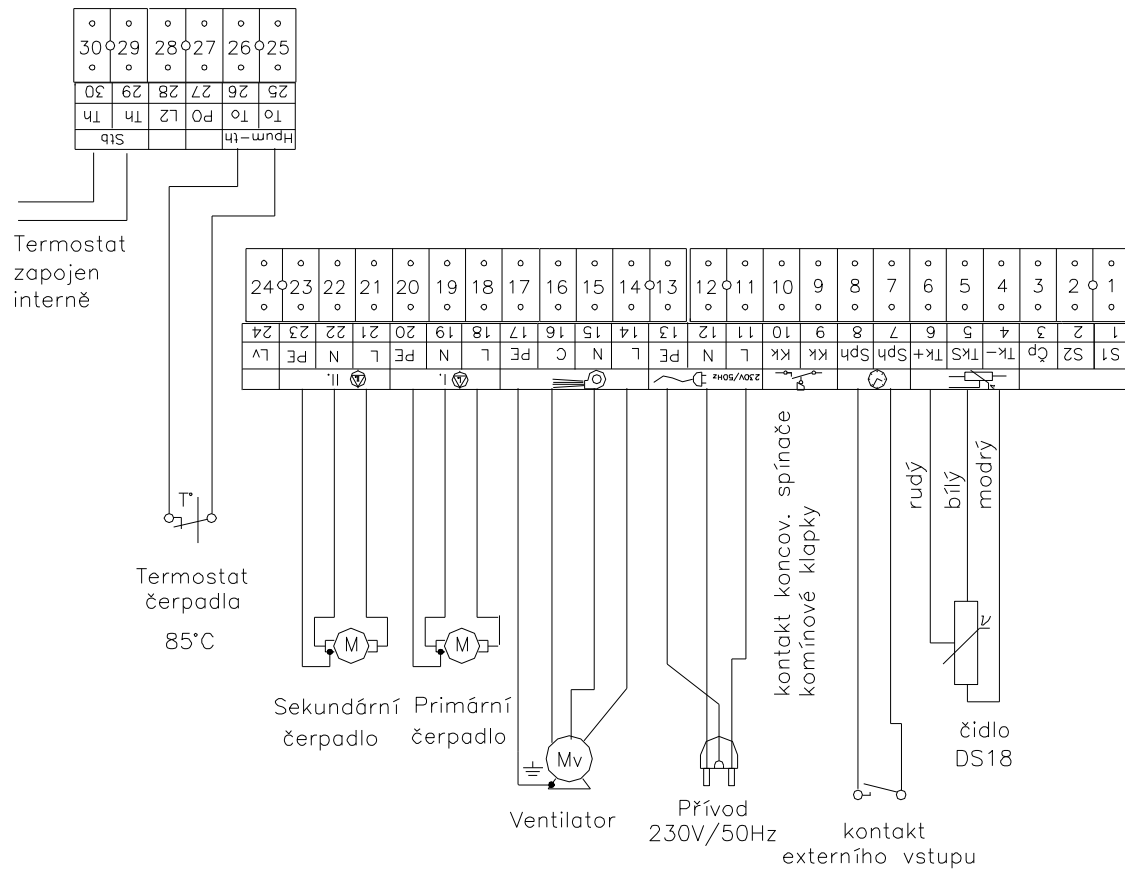 30 29 28 27 26 25
30 29 28 27 26 25
Th Th L2 PO To To
Stb Hpum-th
Termostat
zapojen
interně
24 23 22 21 20 19 18 17 16 15 14 13 12 11 10 9 8 7 6 5 4 3 2 1
24 23 22 21 20 19 18 17 16 15 14 13 12 11 10 9 8 7 6 5 4 3 2 1
Lv PE N L PE N L PE C N L PE N L Kk Kk Sph Sph Tk+ TkS Tk- Čp S2 S1
II. I. 230V/50Hz
T°
Termostat
čerpadla
85°C
M
Sekundární
čerpadlo
M
Primární
čerpadlo
Mv
Ventilator
Přívod
230V/50Hz
kontakt koncov. spínače
komínové klapky
kontakt
externího vstupu
rudý
bílý
modrý
ν
čidlo
DS18